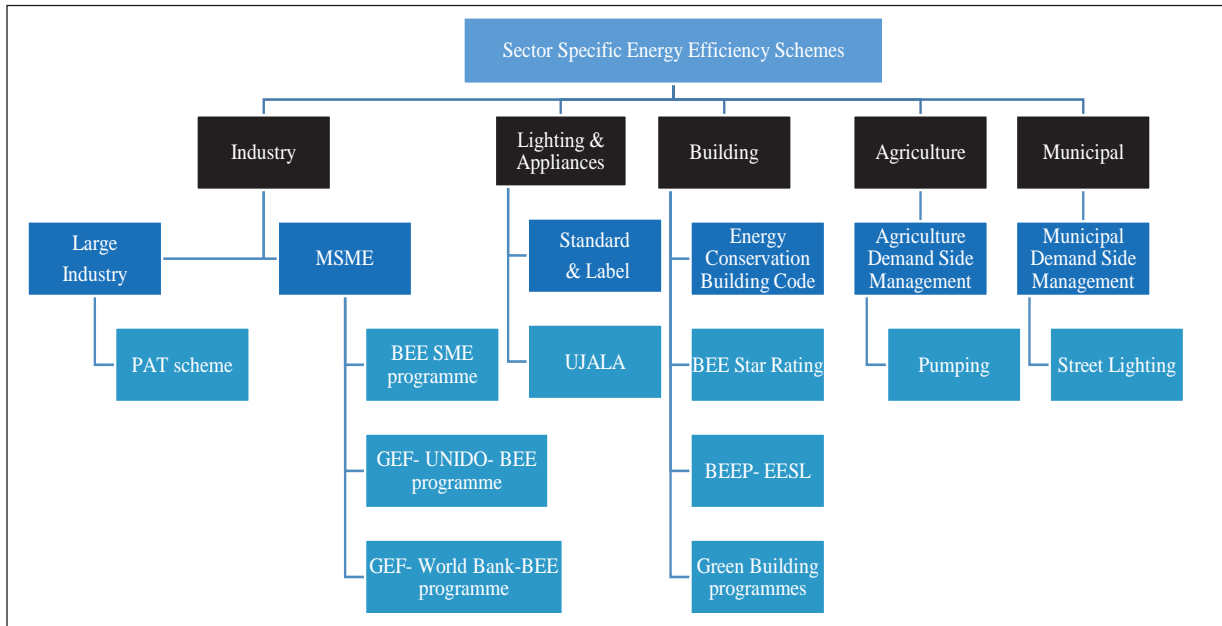 Sector Specific Energy Efficiency Schemes
Industry
Lighting &
Appliances
Building
Agriculture
Municipal
Large
Industry
MSME
Standard
& Label
Energy
Conservation
Building Code
Agriculture
Demand Side
Management
Municipal
Demand Side
Management
PAT scheme
BEE SME
programme
UJALA
BEE Star Rating
Pumping
Street Lighting
GEF- UNIDO- BEE
programme
BEEP- EESL
GEF- World Bank-BEE
programme
Green Building
programmes